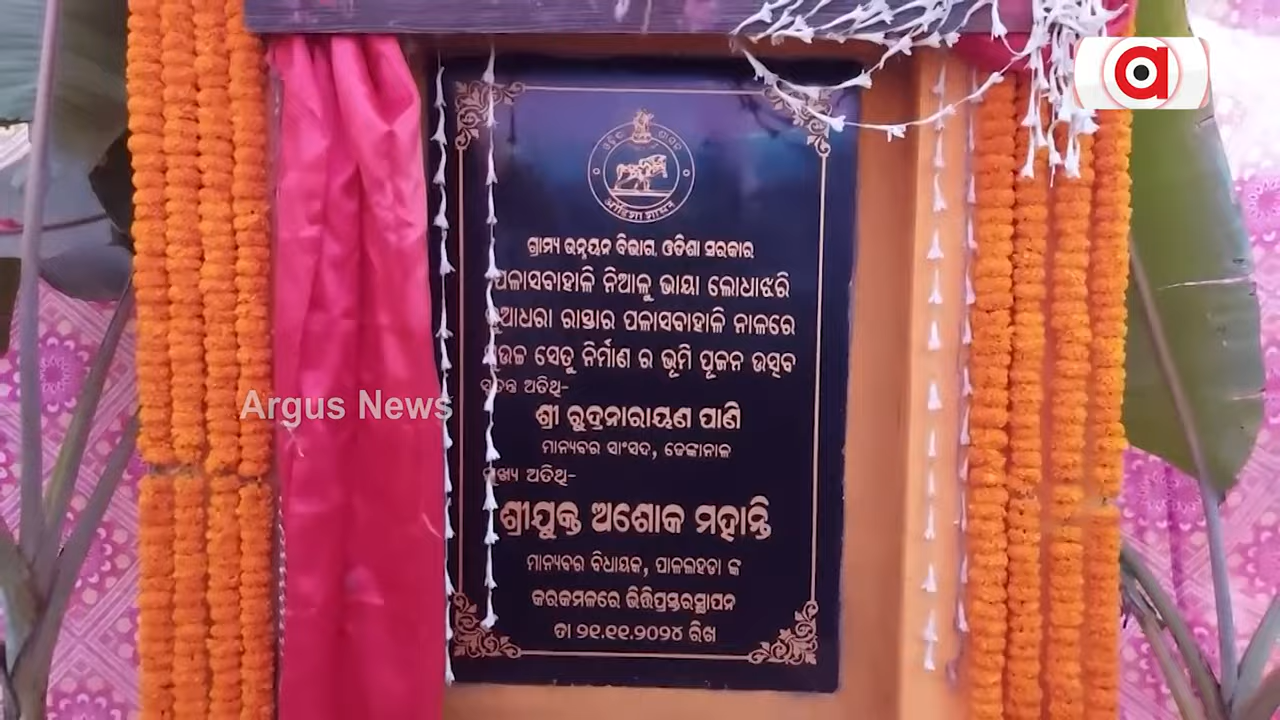 ଓଡ଼ିଶା ଶାସନ
ଗ୍ରାମ୍ୟ ଉନ୍ନୟନ ବିଭାଗ, ଓଡିଶା ସରକାର
ପଳାସବାହାଳି ନିଆଳୁ ଭାୟା ଲୋଧାଝରି
ଆଧରା ରାସ୍ତାର ପଳାସବାହାଳି ନାଳରେ
ଉଚ୍ଚ ସେତୁ ନିର୍ମାଣ ର ଭୂମି ପୂଜନ ଉତ୍ସବ
ଅତିଥି-
Argus News
ଶ୍ରୀ ରୁଦ୍ରନାରାୟଣ ପାଣି
ମାନ୍ୟବର ସାଂସଦ, ଢେଙ୍କାନାଳ
ମୁଖ୍ୟ ଅତିଥି-
ଶ୍ରୀଯୁକ୍ତ ଅଶୋକ ମହାନ୍ତି
ମାନ୍ୟବର ବିଧାୟକ, ପାଳଲହଡା ଙ୍କ
କରକମଳରେ ଭିତ୍ତିପ୍ରସ୍ତରସ୍ଥାପନ
ତା ୨୧.୧୧.୨୦୨୪ ରିଖ